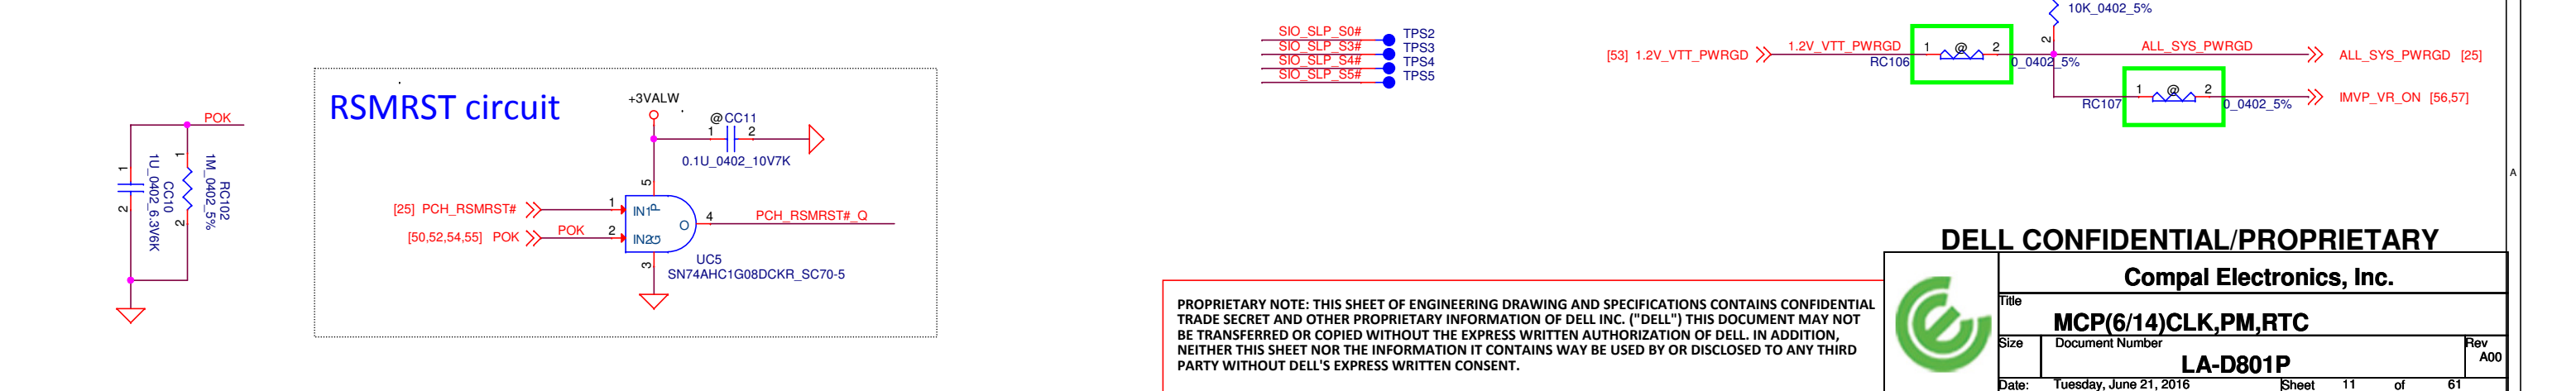 10K_0402_5%
2
SIO_SLP_S0# TPS2
SIO_SLP_S3# TPS3
SIO_SLP_S4# TPS4
SIO_SLP_S5# TPS5
[53] 1.2V_VTT_PWRGD 1.2V_VTT_PWRGD 1 @ 2 ALL_SYS_PWRGD ALL_SYS_PWRGD [25]
RC106 0_0402_5%
1 @ 2
RC107 0_0402_5% IMVP_VR_ON [56,57]
RSMRST circuit
+3VALW
@ CC11
1 2
0.1U_0402_10V7K
POK
1
2
1U_0402_6.3V6K
CC10
1
2
1M_0402_5%
RC102
5
[25] PCH_RSMRST# 1 IN1 P
O 4 PCH_RSMRST#_Q
[50,52,54,55] POK POK 2 IN2 G
3
UC5
SN74AHC1G08DCKR_SC70-5
A
DELL CONFIDENTIAL/PROPRIETARY
PROPRIETARY NOTE: THIS SHEET OF ENGINEERING DRAWING AND SPECIFICATIONS CONTAINS CONFIDENTIAL
TRADE SECRET AND OTHER PROPRIETARY INFORMATION OF DELL INC. ("DELL") THIS DOCUMENT MAY NOT
BE TRANSFERRED OR COPIED WITHOUT THE EXPRESS WRITTEN AUTHORIZATION OF DELL. IN ADDITION,
NEITHER THIS SHEET NOR THE INFORMATION IT CONTAINS WAY BE USED BY OR DISCLOSED TO ANY THIRD
PARTY WITHOUT DELL'S EXPRESS WRITTEN CONSENT.
Compal Electronics, Inc.
Title
MCP(6/14)CLK,PM,RTC
Size Document Number Rev
LA-D801P A00
Date: Tuesday, June 21, 2016 Sheet 11 of 61